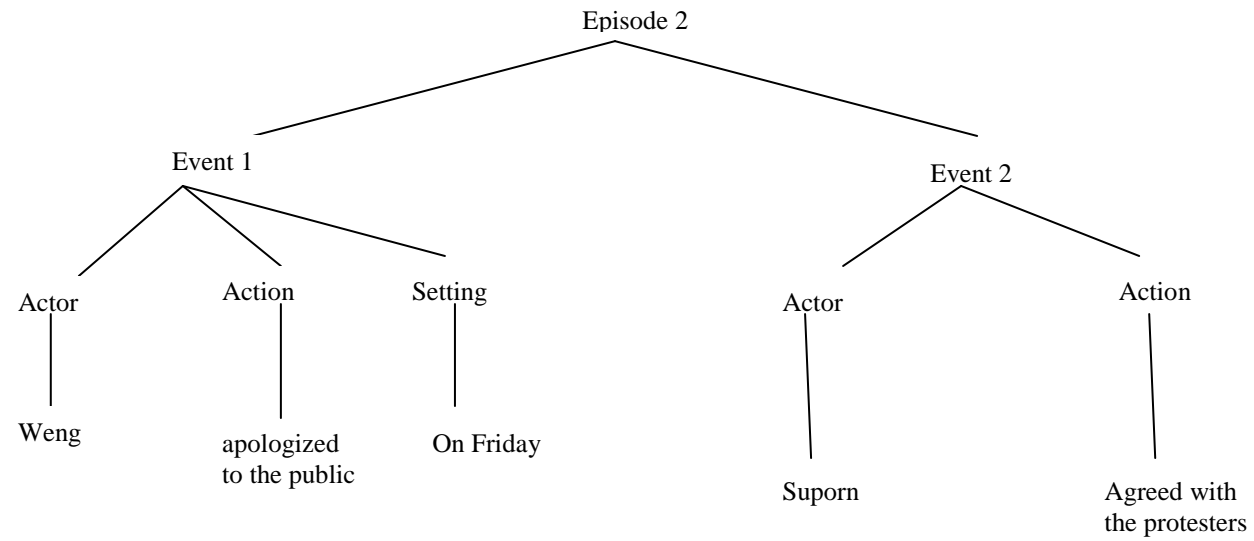 Episode 2
Event 1
Event 2
Actor
Action
Setting
Actor
Action
Weng
apologized
to the public
On Friday
Suporn
Agreed with
the protesters